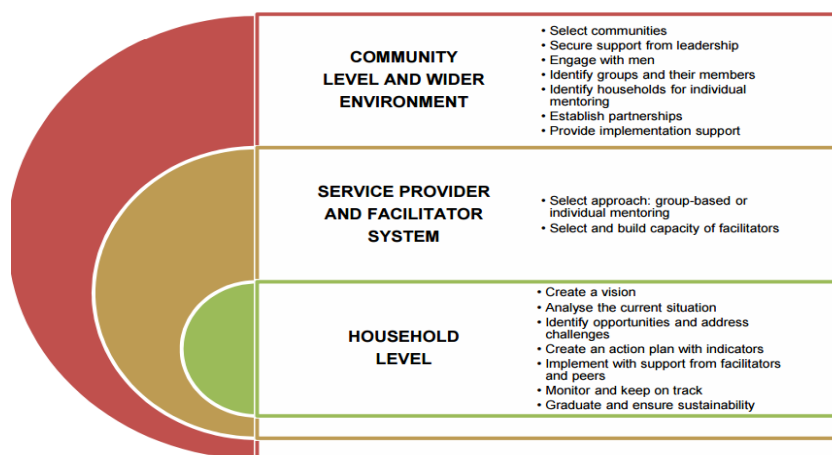 COMMUNITY
LEVEL AND WIDER
ENVIRONMENT
• Select communities
• Secure support from leadership
• Engage with men
• Identify groups and their members
• Identify households for individual
mentoring
• Establish partnerships
• Provide implementation support
SERVICE PROVIDER
AND FACILITATOR
SYSTEM
• Select approach: group-based or
individual mentoring
• Select and build capacity of facilitators
HOUSEHOLD
LEVEL
• Create a vision
• Analyse the current situation
• Identify opportunities and address
challenges
• Create an action plan with indicators
• Implement with support from facilitators
and peers
• Monitor and keep on track
• Graduate and ensure sustainability